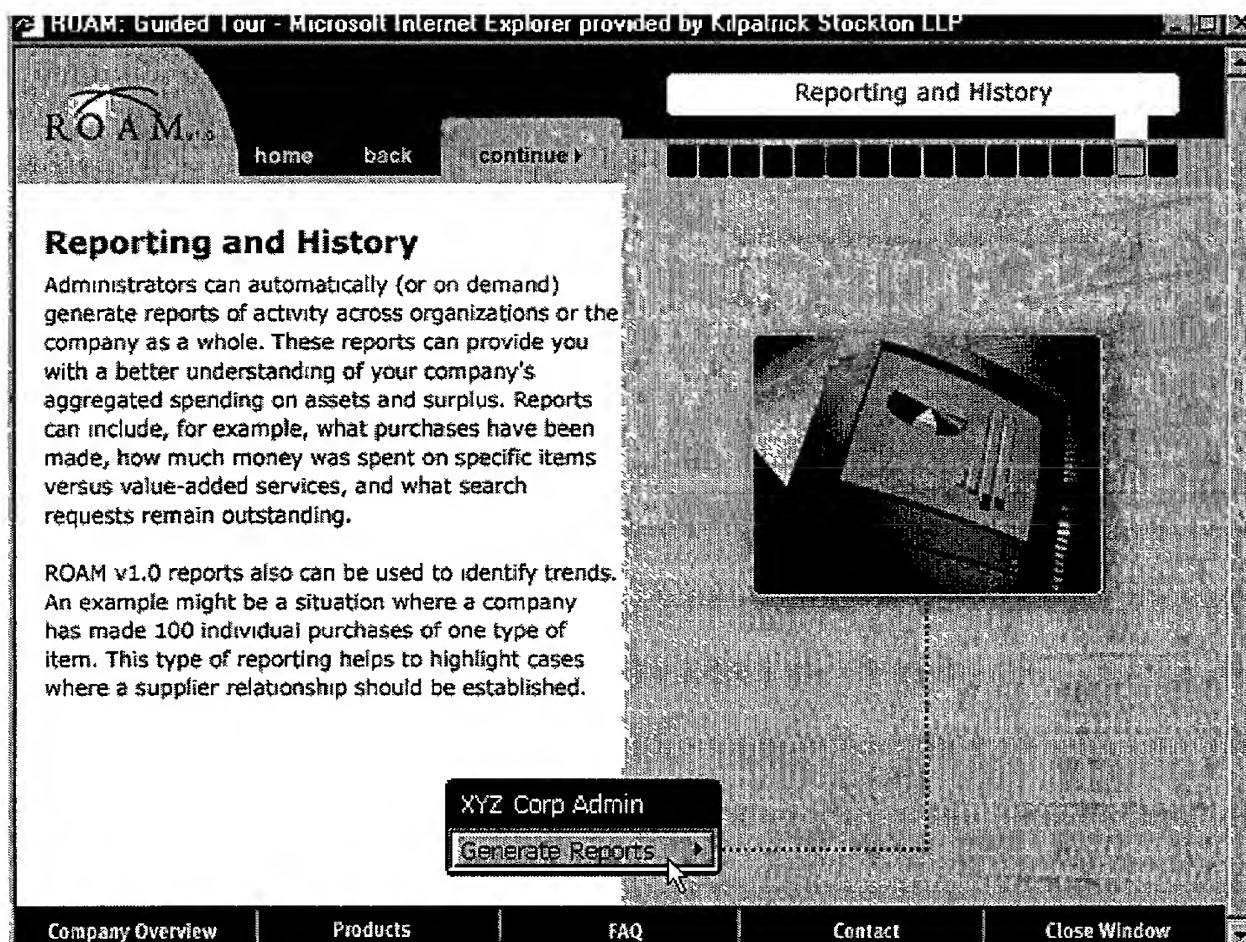 ROAM: Guided Tour - Microsoft Internet Explorer provided by Kilpatrick Stockton LLP
Reporting and History
ROAM v1.0
home back continue
Reporting and History
Administrators can automatically (or on demand)
generate reports of activity across organizations or the
company as a whole. These reports can provide you
with a better understanding of your company's
aggregated spending on assets and surplus. Reports
can include, for example, what purchases have been
made, how much money was spent on specific items
versus value-added services, and what search
requests remain outstanding.
ROAM v1.0 reports also can be used to identify trends.
An example might be a situation where a company
has made 100 individual purchases of one type of
item. This type of reporting helps to highlight cases
where a supplier relationship should be established.
XYZ Corp Admin
Generate Reports
Company Overview Products FAQ Contact Close Window